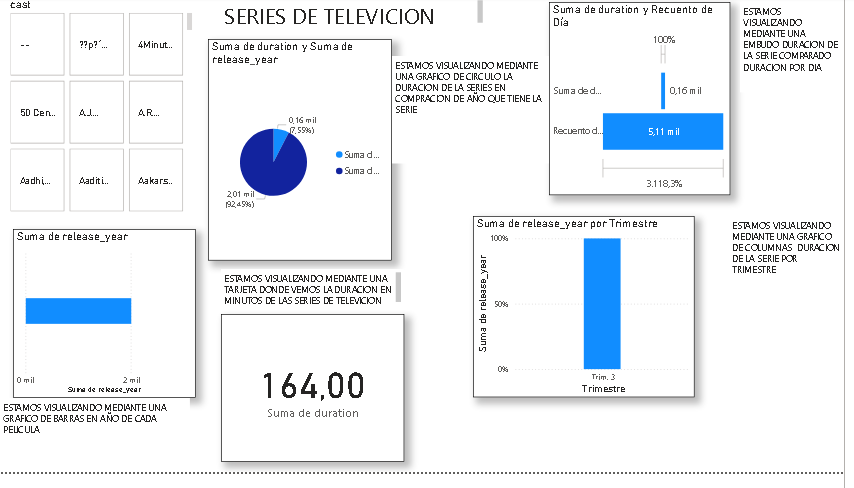 cast
--
??p?´...
4Minut...
50 Cen...
A.J....
A.R....
Aadhi,...
Aaditi...
Aakars...
SERIES DE TELEVICION
Suma de duration y Suma de
release_year
0,16 mil
(7,55%)
2,01 mil
(92,45%)
Suma d...
Suma d...
ESTAMOS VISUALIZANDO MEDIANTE
UNA GRAFICO DE CIRCULO LA
DURACION DE LA SERIES EN
COMPRACION DE AÑO QUE TIENE LA
SERIE
Suma de duration y Recuento de
Día
100%
Suma de d...
0,16 mil
Recuento d...
5,11 mil
3.118,3%
ESTAMOS
VISUALIZANDO
MEDIANTE UNA
EMBUDO DURACION DE
LA SERIE COMPARADO
DURACION POR DIA
Suma de release_year
0 mil
2 mil
Suma de release_year
ESTAMOS VISUALIZANDO MEDIANTE UNA
GRAFICO DE BARRAS EN AÑO DE CADA
PELICULA
ESTAMOS VISUALIZANDO MEDIANTE UNA
TARJETA DONDE VEMOS LA DURACION EN
MINUTOS DE LAS SERIES DE TELEVICION
164,00
Suma de duration
Suma de release_year por Trimestre
100%
50%
0%
Suma de release_year
Trim. 3
Trimestre
ESTAMOS VISUALIZANDO
MEDIANTE UNA GRAFICO
DE COLUMNAS DURACION
DE LA SERIE POR
TRIMESTRE